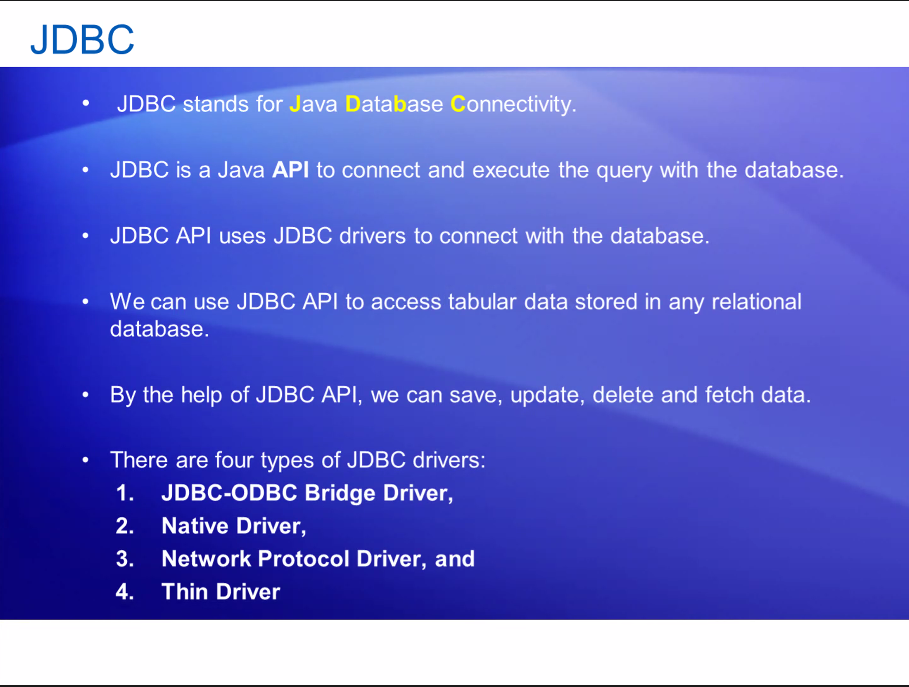 JDBC
• JDBC stands for Java Database Connectivity.
• JDBC is a Java API to connect and execute the query with the database.
• JDBC API uses JDBC drivers to connect with the database.
• We can use JDBC API to access tabular data stored in any relational
database.
• By the help of JDBC API, we can save, update, delete and fetch data.
• There are four types of JDBC drivers:
1. JDBC-ODBC Bridge Driver,
2. Native Driver,
3. Network Protocol Driver, and
4. Thin Driver